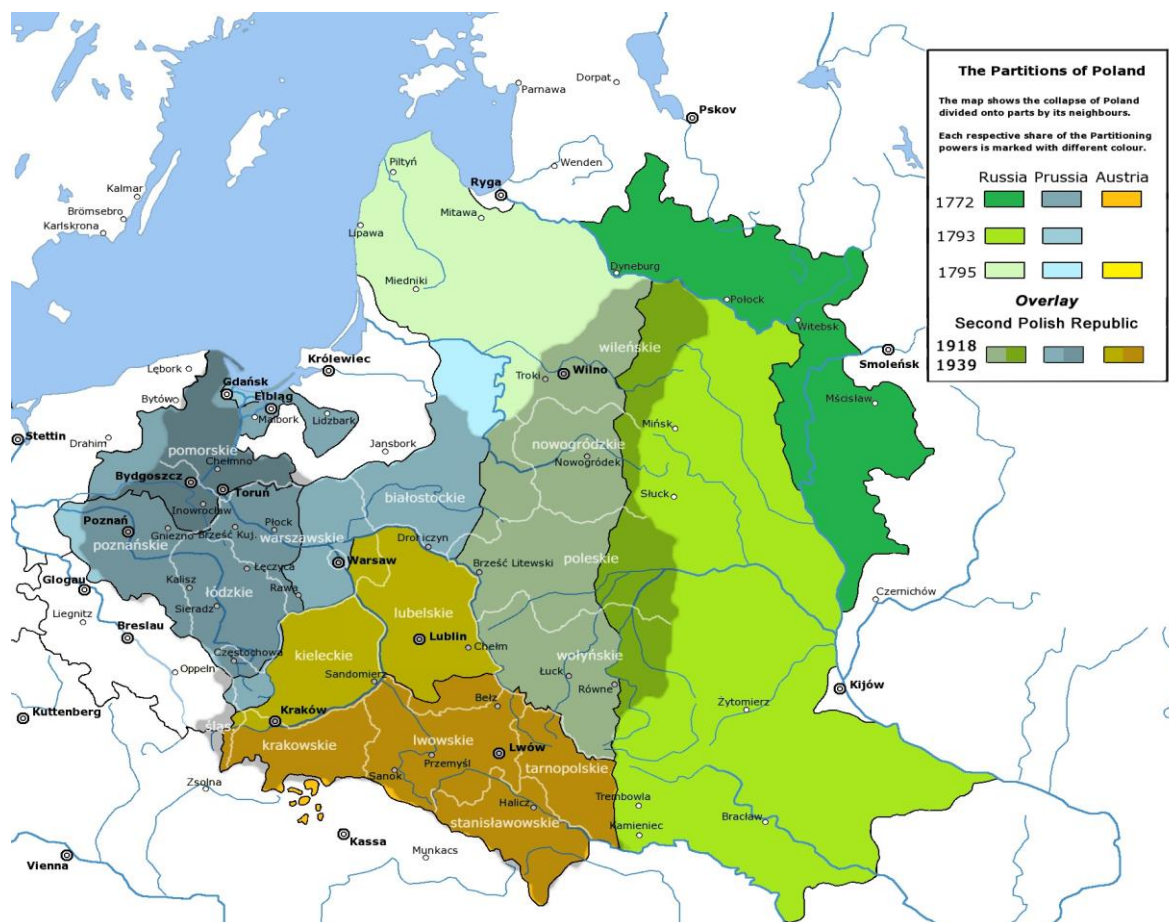 The Partitions of Poland
The map shows the collapse of Poland
divided onto parts by its neighbours.
Each respective share of the Partitioning
powers is marked with different colour.
Russia Prussia Austria
1772
1793
1795
Overlay
Second Polish Republic
1918
1939
Dorpat
Parnawa
Pskov
Piltyń
Wenden
Kalmar
Ryga
Brömsebro
Mitawa
Karlskrona
Lipawa
Dyneburg
Miedniki
Połock
Witebsk
wileńskie
Królewiec
Smoleńsk
Lębork
Troki
Wilno
Gdańsk
Elbląg
Bytów
Malbork
Lidzbark
Mścisław
Stettin
Drahim
Mińsk
pomorskie
Jansbork
nowogródzkie
Chełmno
Nowogródek
Bydgoszcz
Toruń
białostockie
Słuck
Inowrocław
Poznań
Płock
Gniezno
Brześć Kuj.
poznańskie
warszawskie
Drohiczyn
poleskie
Warsaw
Brześć Litewski
Łęczyca
Glogau
Kalisz
łódzkie
Rawa
Czernichów
Sieradz
Liegnitz
lubelskie
Breslau
Lublin
Chełm
kieleckie
wołyńskie
Częstochowa
Oppeln
Sandomierz
Łuck
Równe
Kijów
Bełz
Żytomierz
Kuttenberg
Kraków
śląs
krakowskie
lwowskie
Lwów
Przemyśl
tarnopolskie
Sanok
Zsolna
Halicz
Trembowla
stanisławowskie
Bracław
Kamieniec
Kassa
Munkacs
Vienna